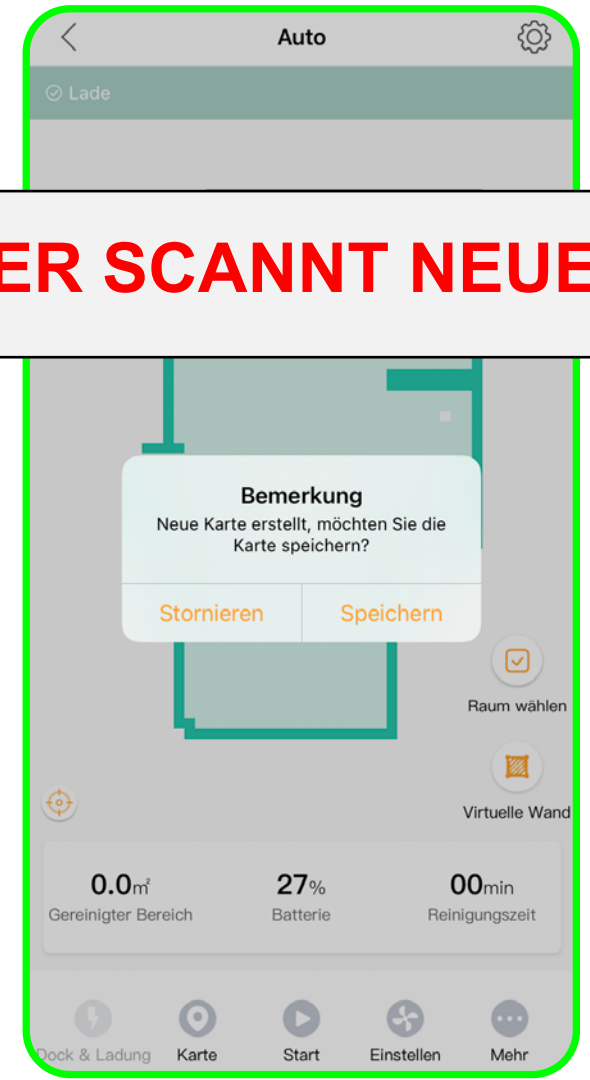 Auto
Lade
ER SCANNT NEUE
Bemerkung
Neue Karte erstellt, möchten Sie die
Karte speichern?
Stornieren Speichern
Raum wählen
Virtuelle Wand
0.0㎡ 27% 00min
Gereinigter Bereich Batterie Reinigungszeit
Dock & Ladung Karte Start Einstellen Mehr